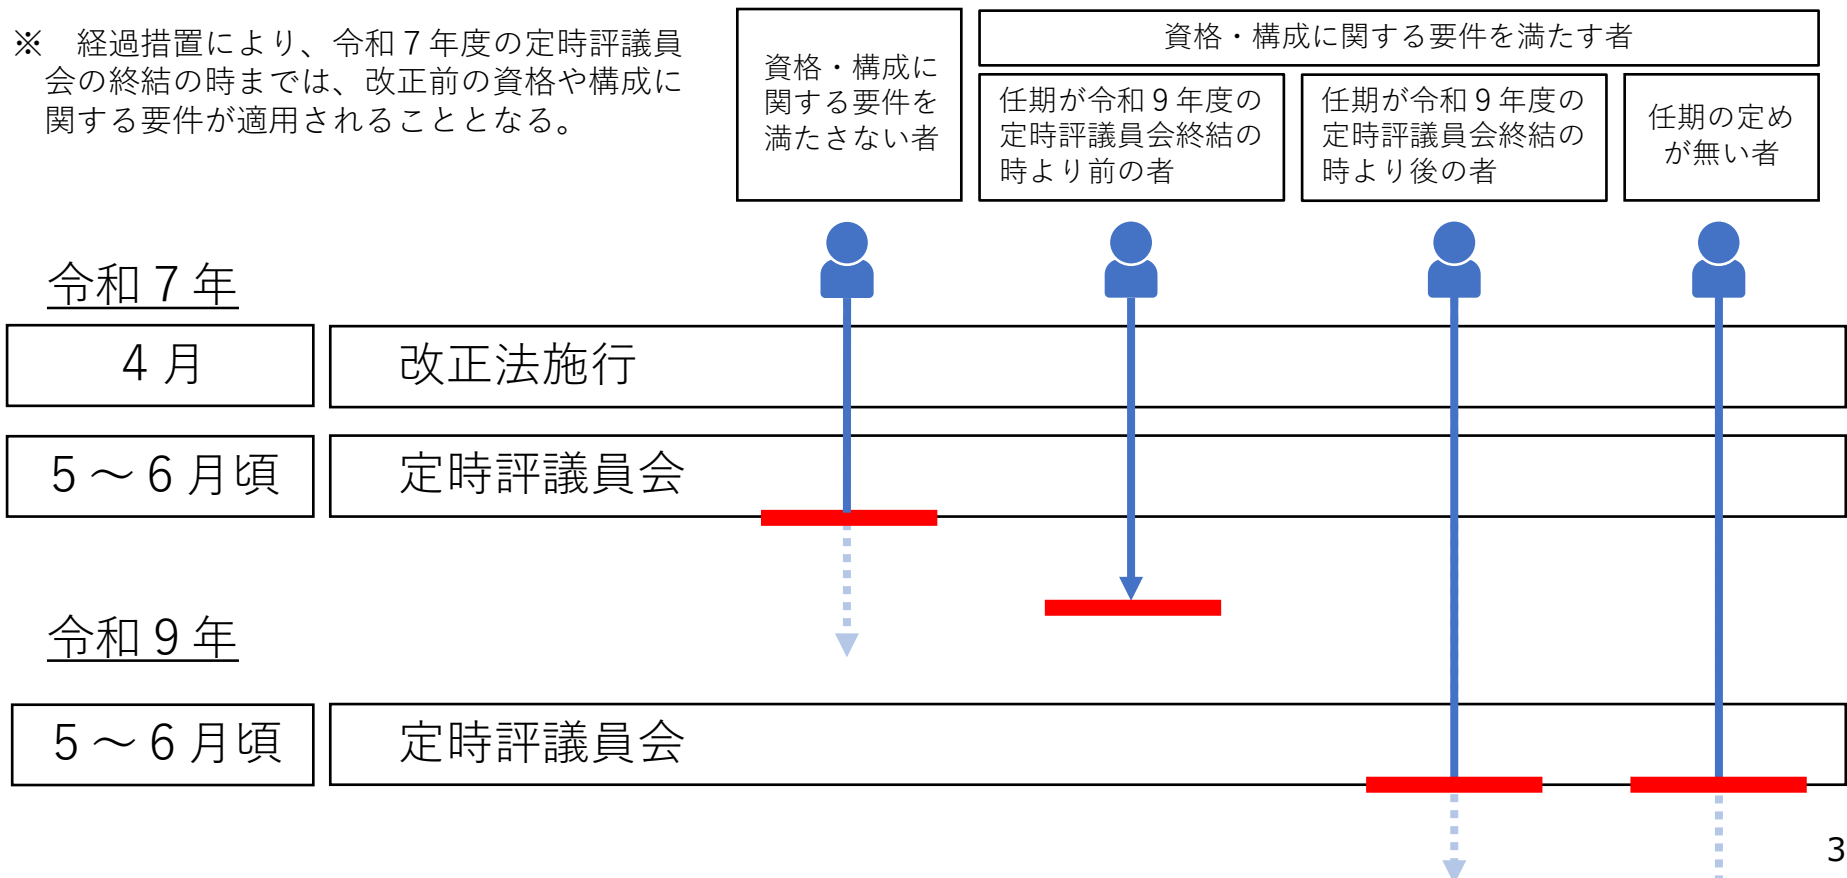 ※　経過措置により、令和７年度の定時評議員
会の終結の時までは、改正前の資格や構成に
関する要件が適用されることとなる。
資格・構成に
関する要件を
満たさない者
資格・構成に関する要件を満たす者
任期が令和９年度の
定時評議員会終結の
時より前の者
任期が令和９年度の
定時評議員会終結の
時より後の者
任期の定め
が無い者
令和７年
４月
改正法施行
５～６月頃
定時評議員会
令和９年
５～６月頃
定時評議員会
3